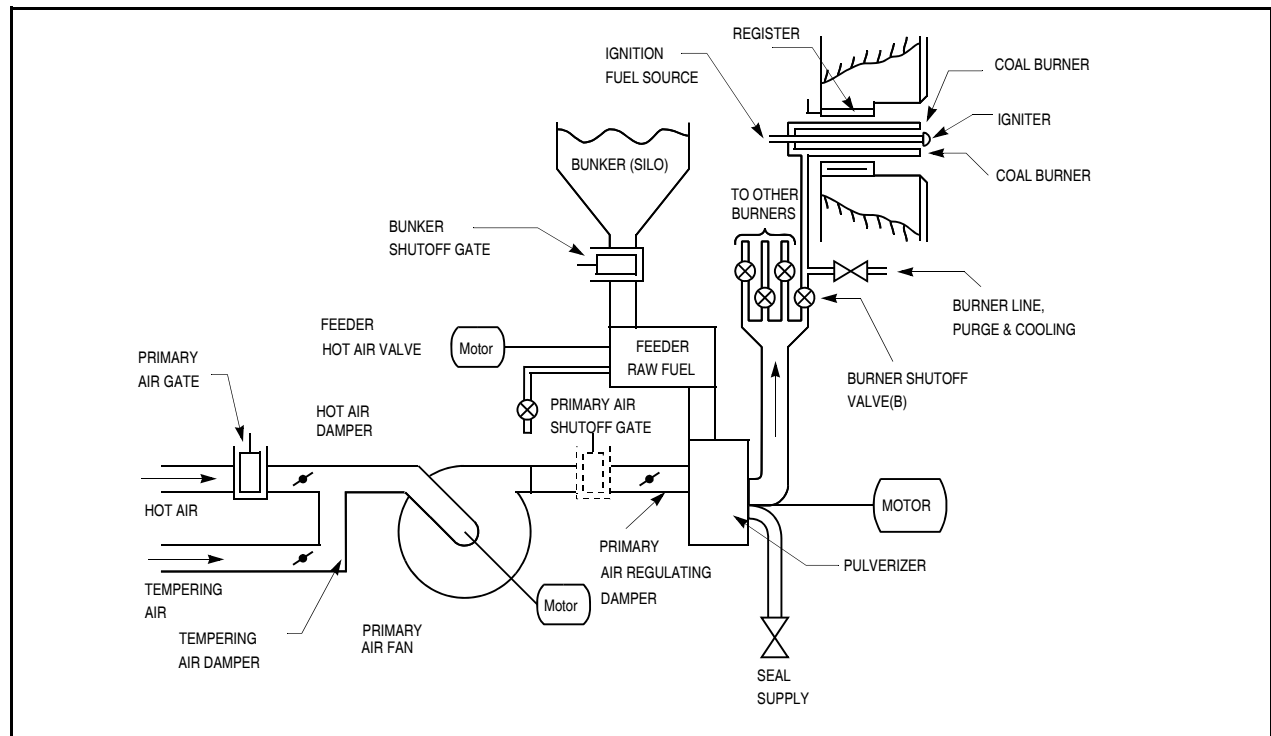 REGISTER
IGNITION
FUEL SOURCE
COAL BURNER
IGNITER
COAL BURNER
BUNKER (SILO)
TO OTHER
BURNERS
BUNKER
SHUTOFF GATE
BURNER LINE,
PURGE & COOLING
FEEDER
HOT AIR VALVE
Motor
FEEDER
RAW FUEL
PRIMARY
AIR GATE
BURNER SHUTOFF
VALVE(B)
HOT AIR
DAMPER
PRIMARY AIR
SHUTOFF GATE
HOT AIR
MOTOR
PRIMARY
AIR REGULATING
DAMPER
PULVERIZER
TEMPERING
AIR
Motor
TEMPERING
AIR DAMPER
PRIMARY
AIR FAN
SEAL
SUPPLY